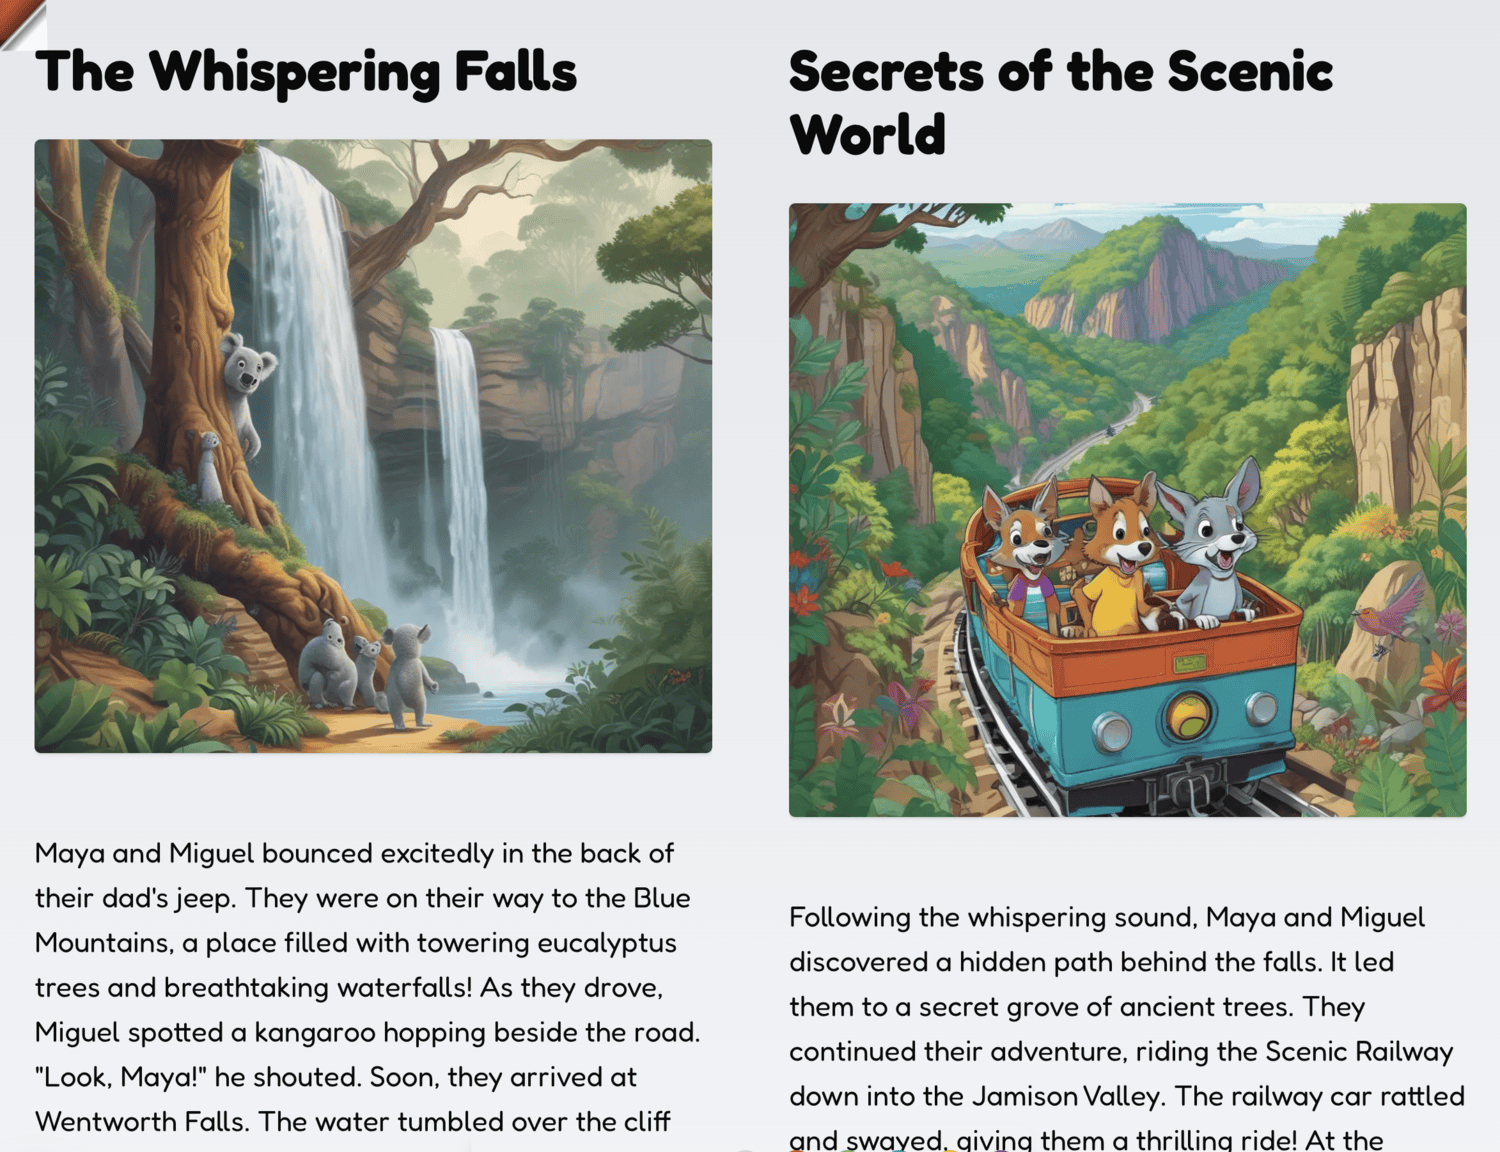 The Whispering Falls
Maya and Miguel bounced excitedly in the back of
their dad's jeep. They were on their way to the Blue
Mountains, a place filled with towering eucalyptus
trees and breathtaking waterfalls! As they drove,
Miguel spotted a kangaroo hopping beside the road.
"Look, Maya!" he shouted. Soon, they arrived at
Wentworth Falls. The water tumbled over the cliff
Secrets of the Scenic
World
Following the whispering sound, Maya and Miguel
discovered a hidden path behind the falls. It led
them to a secret grove of ancient trees. They
continued their adventure, riding the Scenic Railway
down into the Jamison Valley. The railway car rattled
and swayed, giving them a thrilling ride! At the